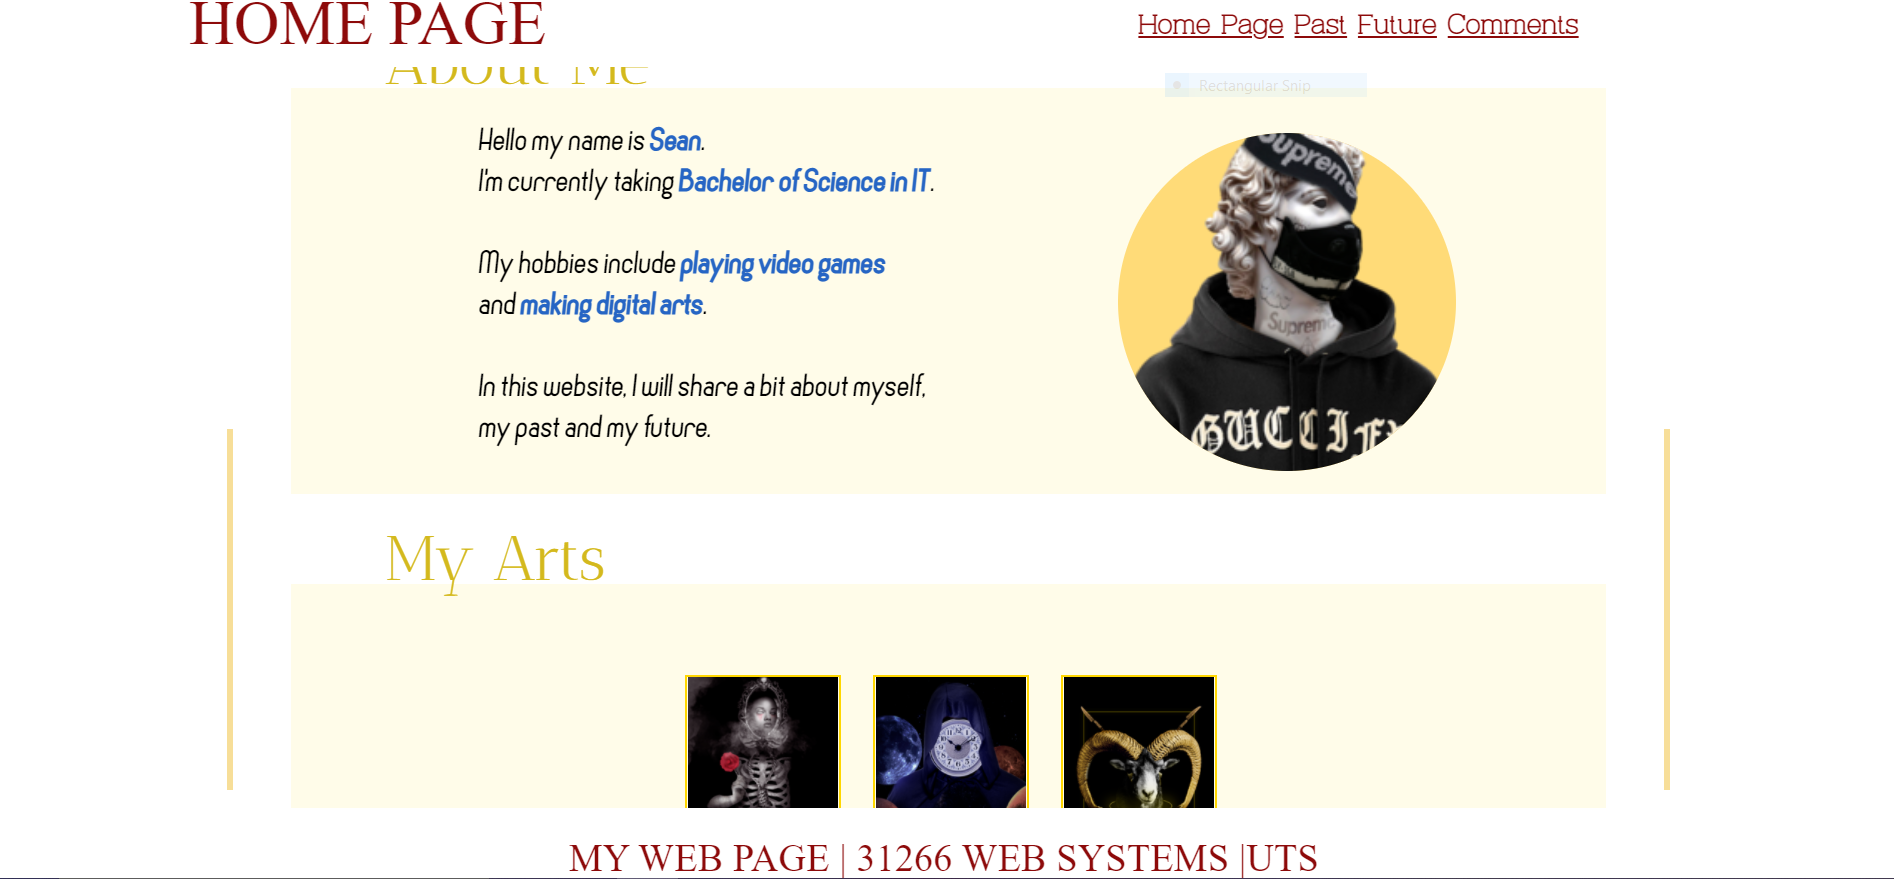 HOME PAGE
Home Page Past Future Comments
About Me
Rectangular Snip
Hello my name is Sean.
I'm currently taking Bachelor of Science in IT.
My hobbies include playing video games
and making digital arts.
In this website, I will share a bit about myself,
my past and my future.
Supreme
Supreme
GUCCI
My Arts
MY WEB PAGE | 31266 WEB SYSTEMS |UTS